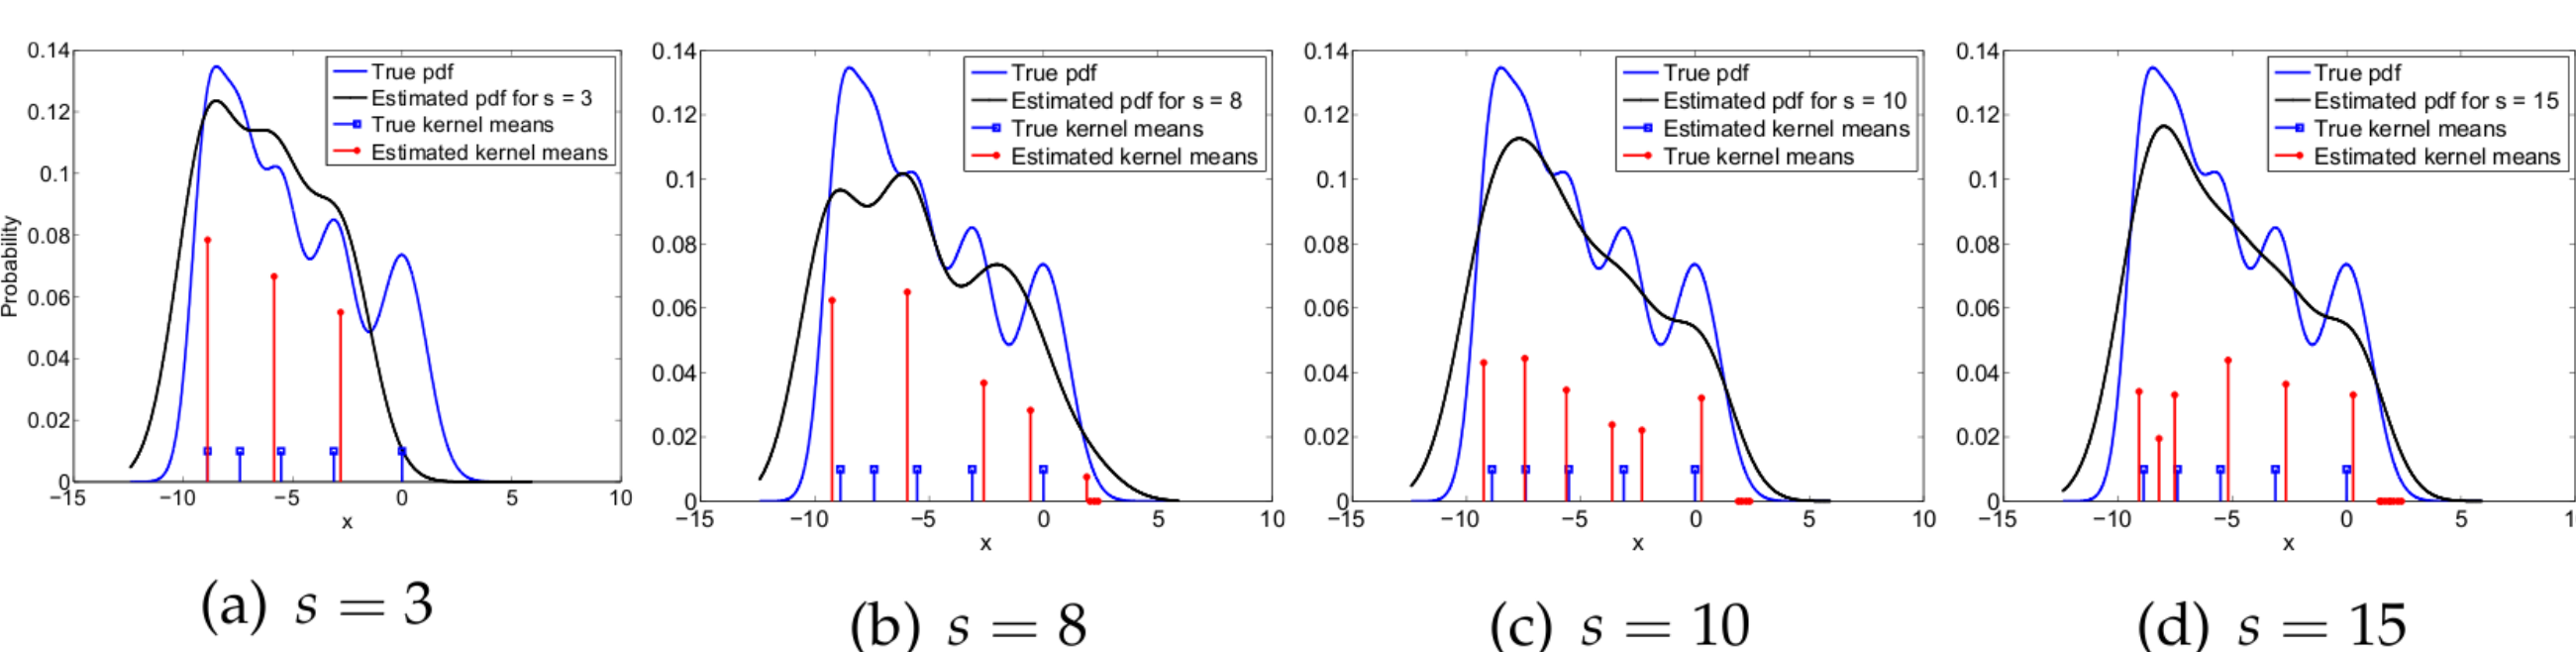 Probability
0.14
0.12
0.1
0.08
0.06
0.04
0.02
0
−15
−10
−5
0
5
10
x
True pdf
Estimated pdf for s = 3
True kernel means
Estimated kernel means
(a) s = 3
0.14
0.12
0.1
0.08
0.06
0.04
0.02
0
−15
−10
−5
0
5
10
x
True pdf
Estimated pdf for s = 8
True kernel means
Estimated kernel means
(b) s = 8
0.14
0.12
0.1
0.08
0.06
0.04
0.02
0
−15
−10
−5
0
5
10
x
True pdf
Estimated pdf for s = 10
Estimated kernel means
True kernel means
(c) s = 10
0.14
0.12
0.1
0.08
0.06
0.04
0.02
0
−15
−10
−5
0
5
1
x
True pdf
Estimated pdf for s = 15
True kernel means
Estimated kernel means
(d) s = 15